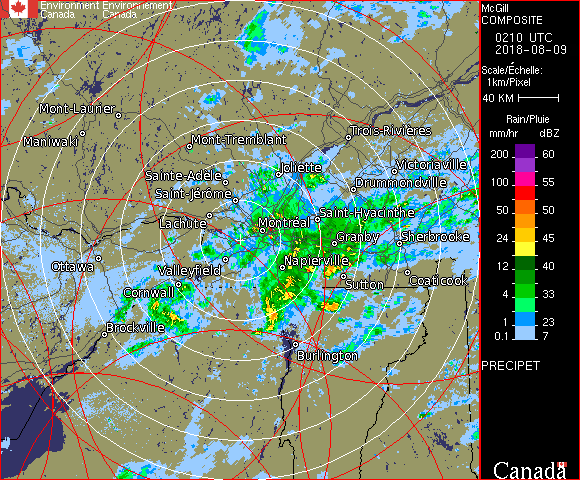 Environment Environnement
Canada Canada
McGill
COMPOSITE
0210 UTC
2018-08-09
Scale/Échelle:
1km/Pixel
40 KM
Rain/Pluie
mm/hr dBZ
200 60
100 55
50 50
24 45
12 40
4 33
1 23
0.1 7
PRECIPET
Canada
Mont-Laurier
Maniwaki
Mont-Tremblant
Trois-Rivières
Sainte-Adèle
Joliette
Victoriaville
Saint-Jérôme
Drummondville
Lachute
Montréal
Saint-Hyacinthe
Granby
Sherbrooke
Ottawa
Valleyfield
Napierville
Sutton
Coaticook
Cornwall
Brockville
Burlington